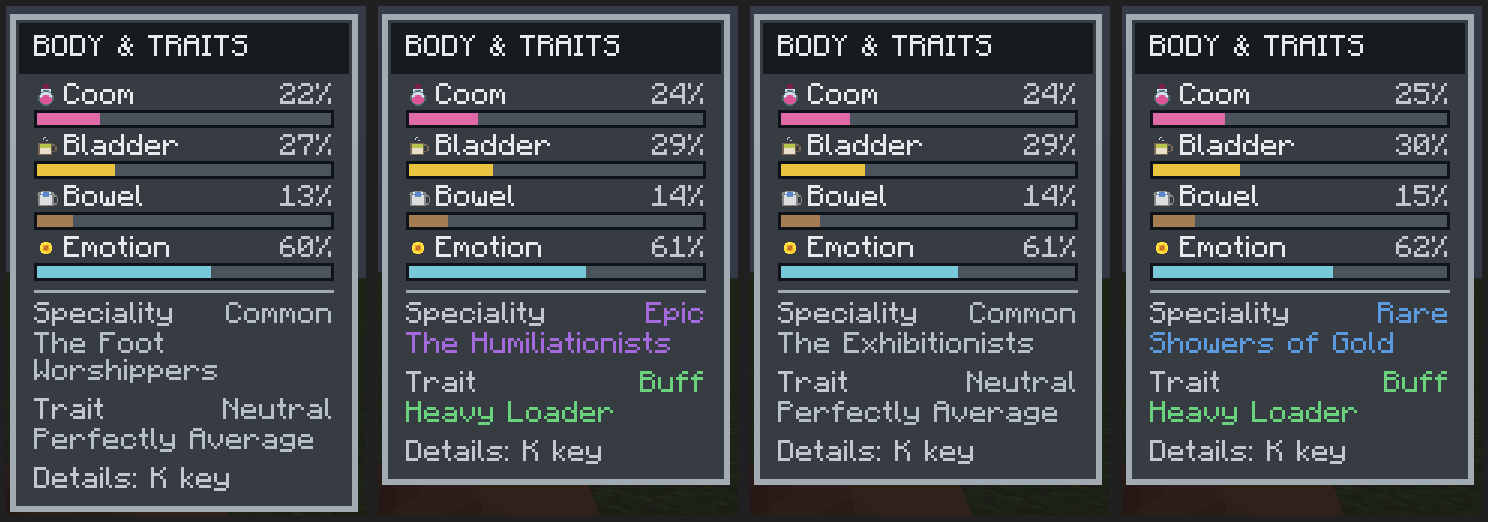 BODY & TRAITS
Coom 22%
Bladder 27%
Bowel 13%
Emotion 60%
Speciality Common
The Foot
Worshippers
Trait Neutral
Perfectly Average
Details: K key
BODY & TRAITS
Coom 24%
Bladder 29%
Bowel 14%
Emotion 61%
Speciality Epic
The Humiliationists
Trait Buff
Heavy Loader
Details: K key
BODY & TRAITS
Coom 24%
Bladder 29%
Bowel 14%
Emotion 61%
Speciality Common
The Exhibitionists
Trait Neutral
Perfectly Average
Details: K key
BODY & TRAITS
Coom 25%
Bladder 30%
Bowel 15%
Emotion 62%
Speciality Rare
Showers of Gold
Trait Buff
Heavy Loader
Details: K key